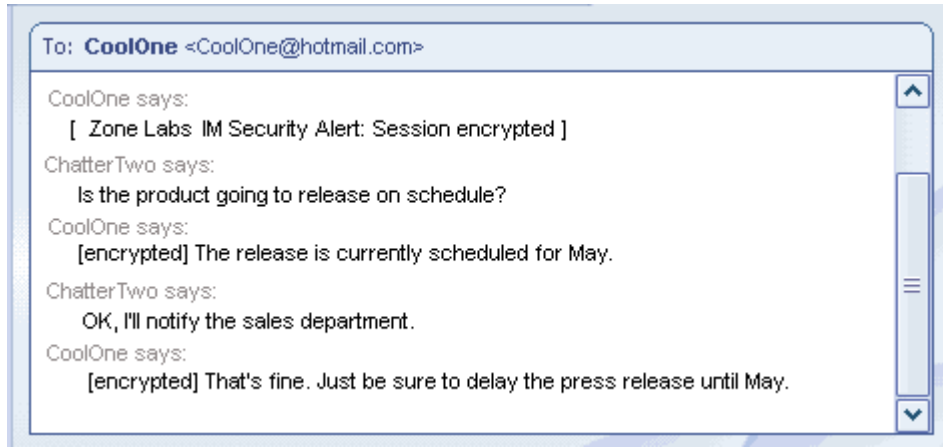 To: CoolOne <CoolOne@hotmail.com>
CoolOne says:
[ Zone Labs IM Security Alert: Session encrypted ]
ChatterTwo says:
Is the product going to release on schedule?
CoolOne says:
[encrypted] The release is currently scheduled for May.
ChatterTwo says:
OK, I'll notify the sales department.
CoolOne says:
[encrypted] That's fine. Just be sure to delay the press release until May.